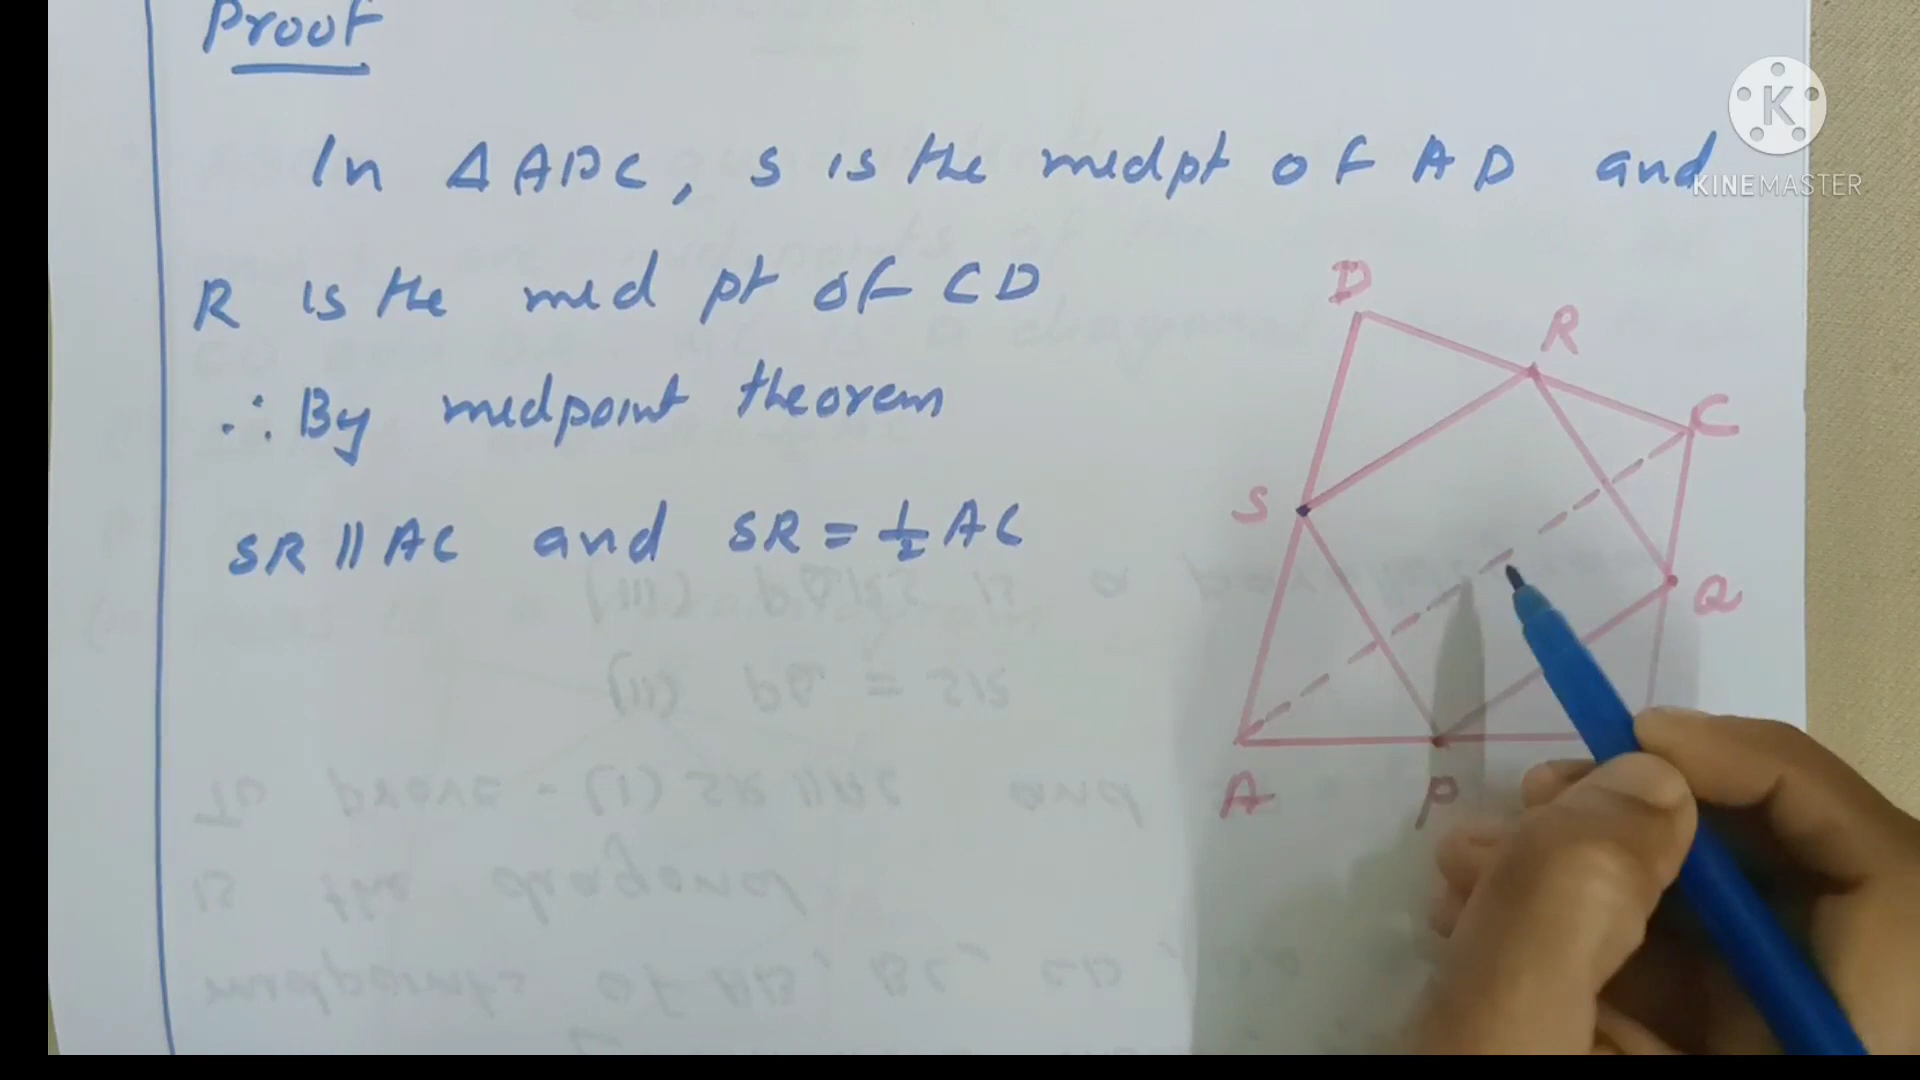 Proof
In ΔADC, S is the midpt of AD and
R is the mid pt of CD
∴ By midpoint theorem
SR || AC and SR = 1/2 AC
D
R
C
S
Q
A
P
K
KINEMASTER